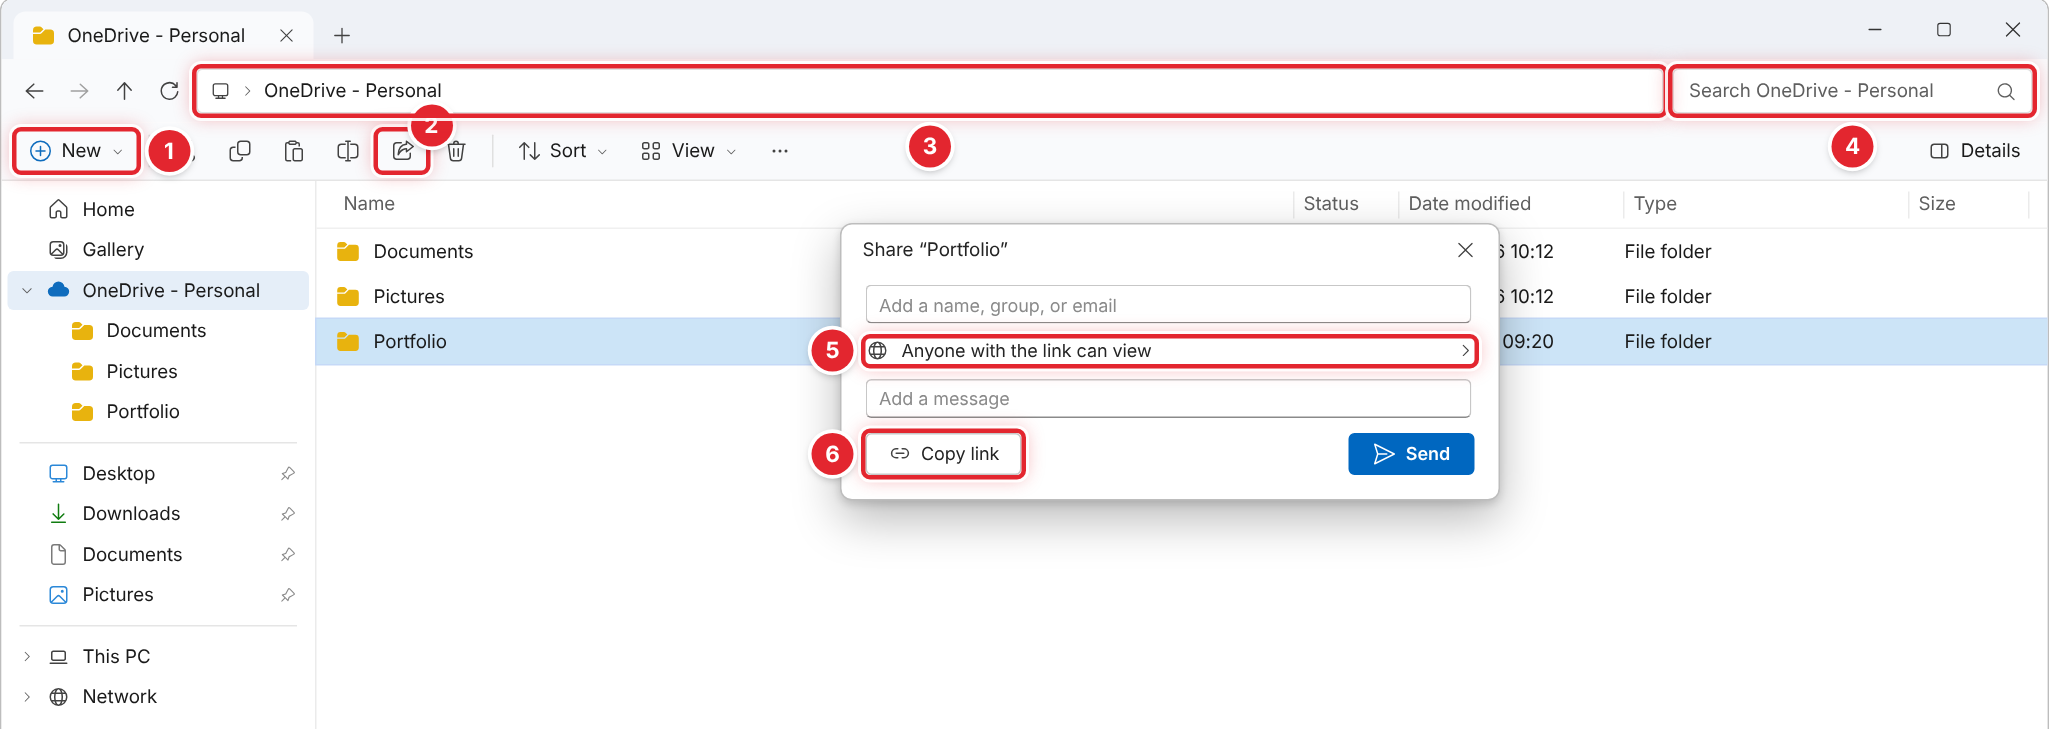 OneDrive - Personal
OneDrive - Personal
Search OneDrive - Personal
New
1
2
Sort
View
3
4
Details
Home
Gallery
OneDrive - Personal
Documents
Pictures
Portfolio
Desktop
Downloads
Documents
Pictures
This PC
Network
Name
Status
Date modified
Type
Size
Documents
10:12
File folder
Pictures
10:12
File folder
Portfolio
09:20
File folder
Share “Portfolio”
Add a name, group, or email
5
Anyone with the link can view
Add a message
6
Copy link
Send